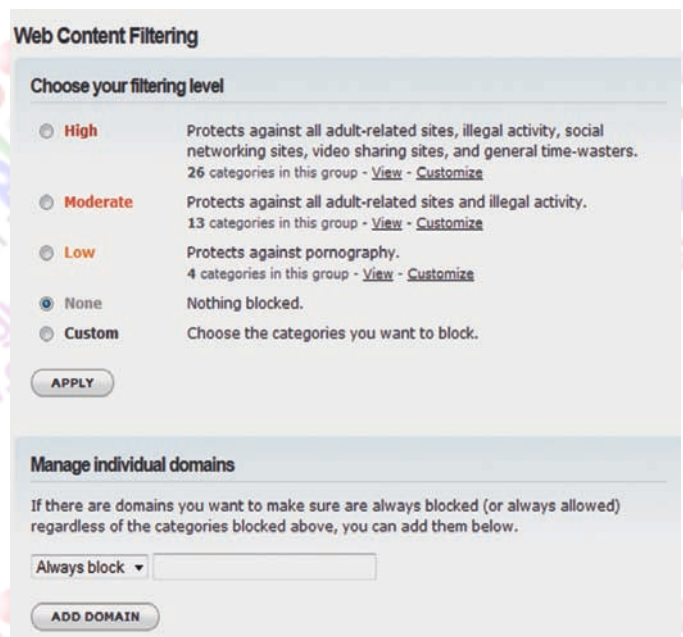 Web Content Filtering
Choose your filtering level
High
Protects against all adult-related sites, illegal activity, social
networking sites, video sharing sites, and general time-wasters.
26 categories in this group - View - Customize
Moderate
Protects against all adult-related sites and illegal activity.
13 categories in this group - View - Customize
Low
Protects against pornography.
4 categories in this group - View - Customize
None
Nothing blocked.
Custom
Choose the categories you want to block.
APPLY
Manage individual domains
If there are domains you want to make sure are always blocked (or always allowed)
regardless of the categories blocked above, you can add them below.
Always block
ADD DOMAIN